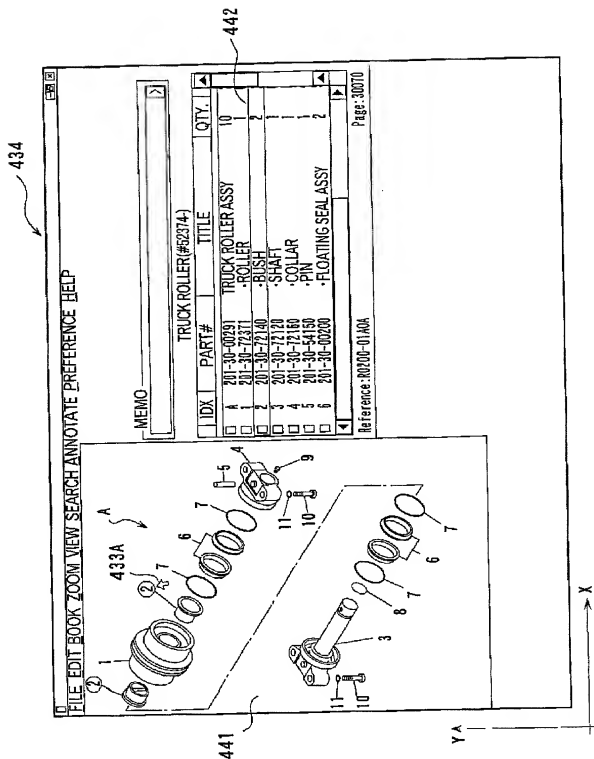 434
FILE EDIT BOOK ZOOM VIEW SEARCH ANNOTATE PREFERENCE HELP
MEMO
TRUCK ROLLER(#52374-)
IDX PART# TITLE QTY.
A 201-30-00291 TRUCK ROLLER ASSY 10
1 201-30-72371 ・ROLLER 1
2 201-30-72140 ・BUSH 2
3 201-30-72120 ・SHAFT 1
4 201-30-72160 ・COLLAR 1
5 201-30-54150 ・PIN 1
6 201-30-00200 ・FLOATING SEAL ASSY 2
Reference:R0200-01A0A Page:30070
442
441
433A
A
1
2
2
7
6
7
5
4
9
11
10
3
8
7
6
7
11
10
Y
X